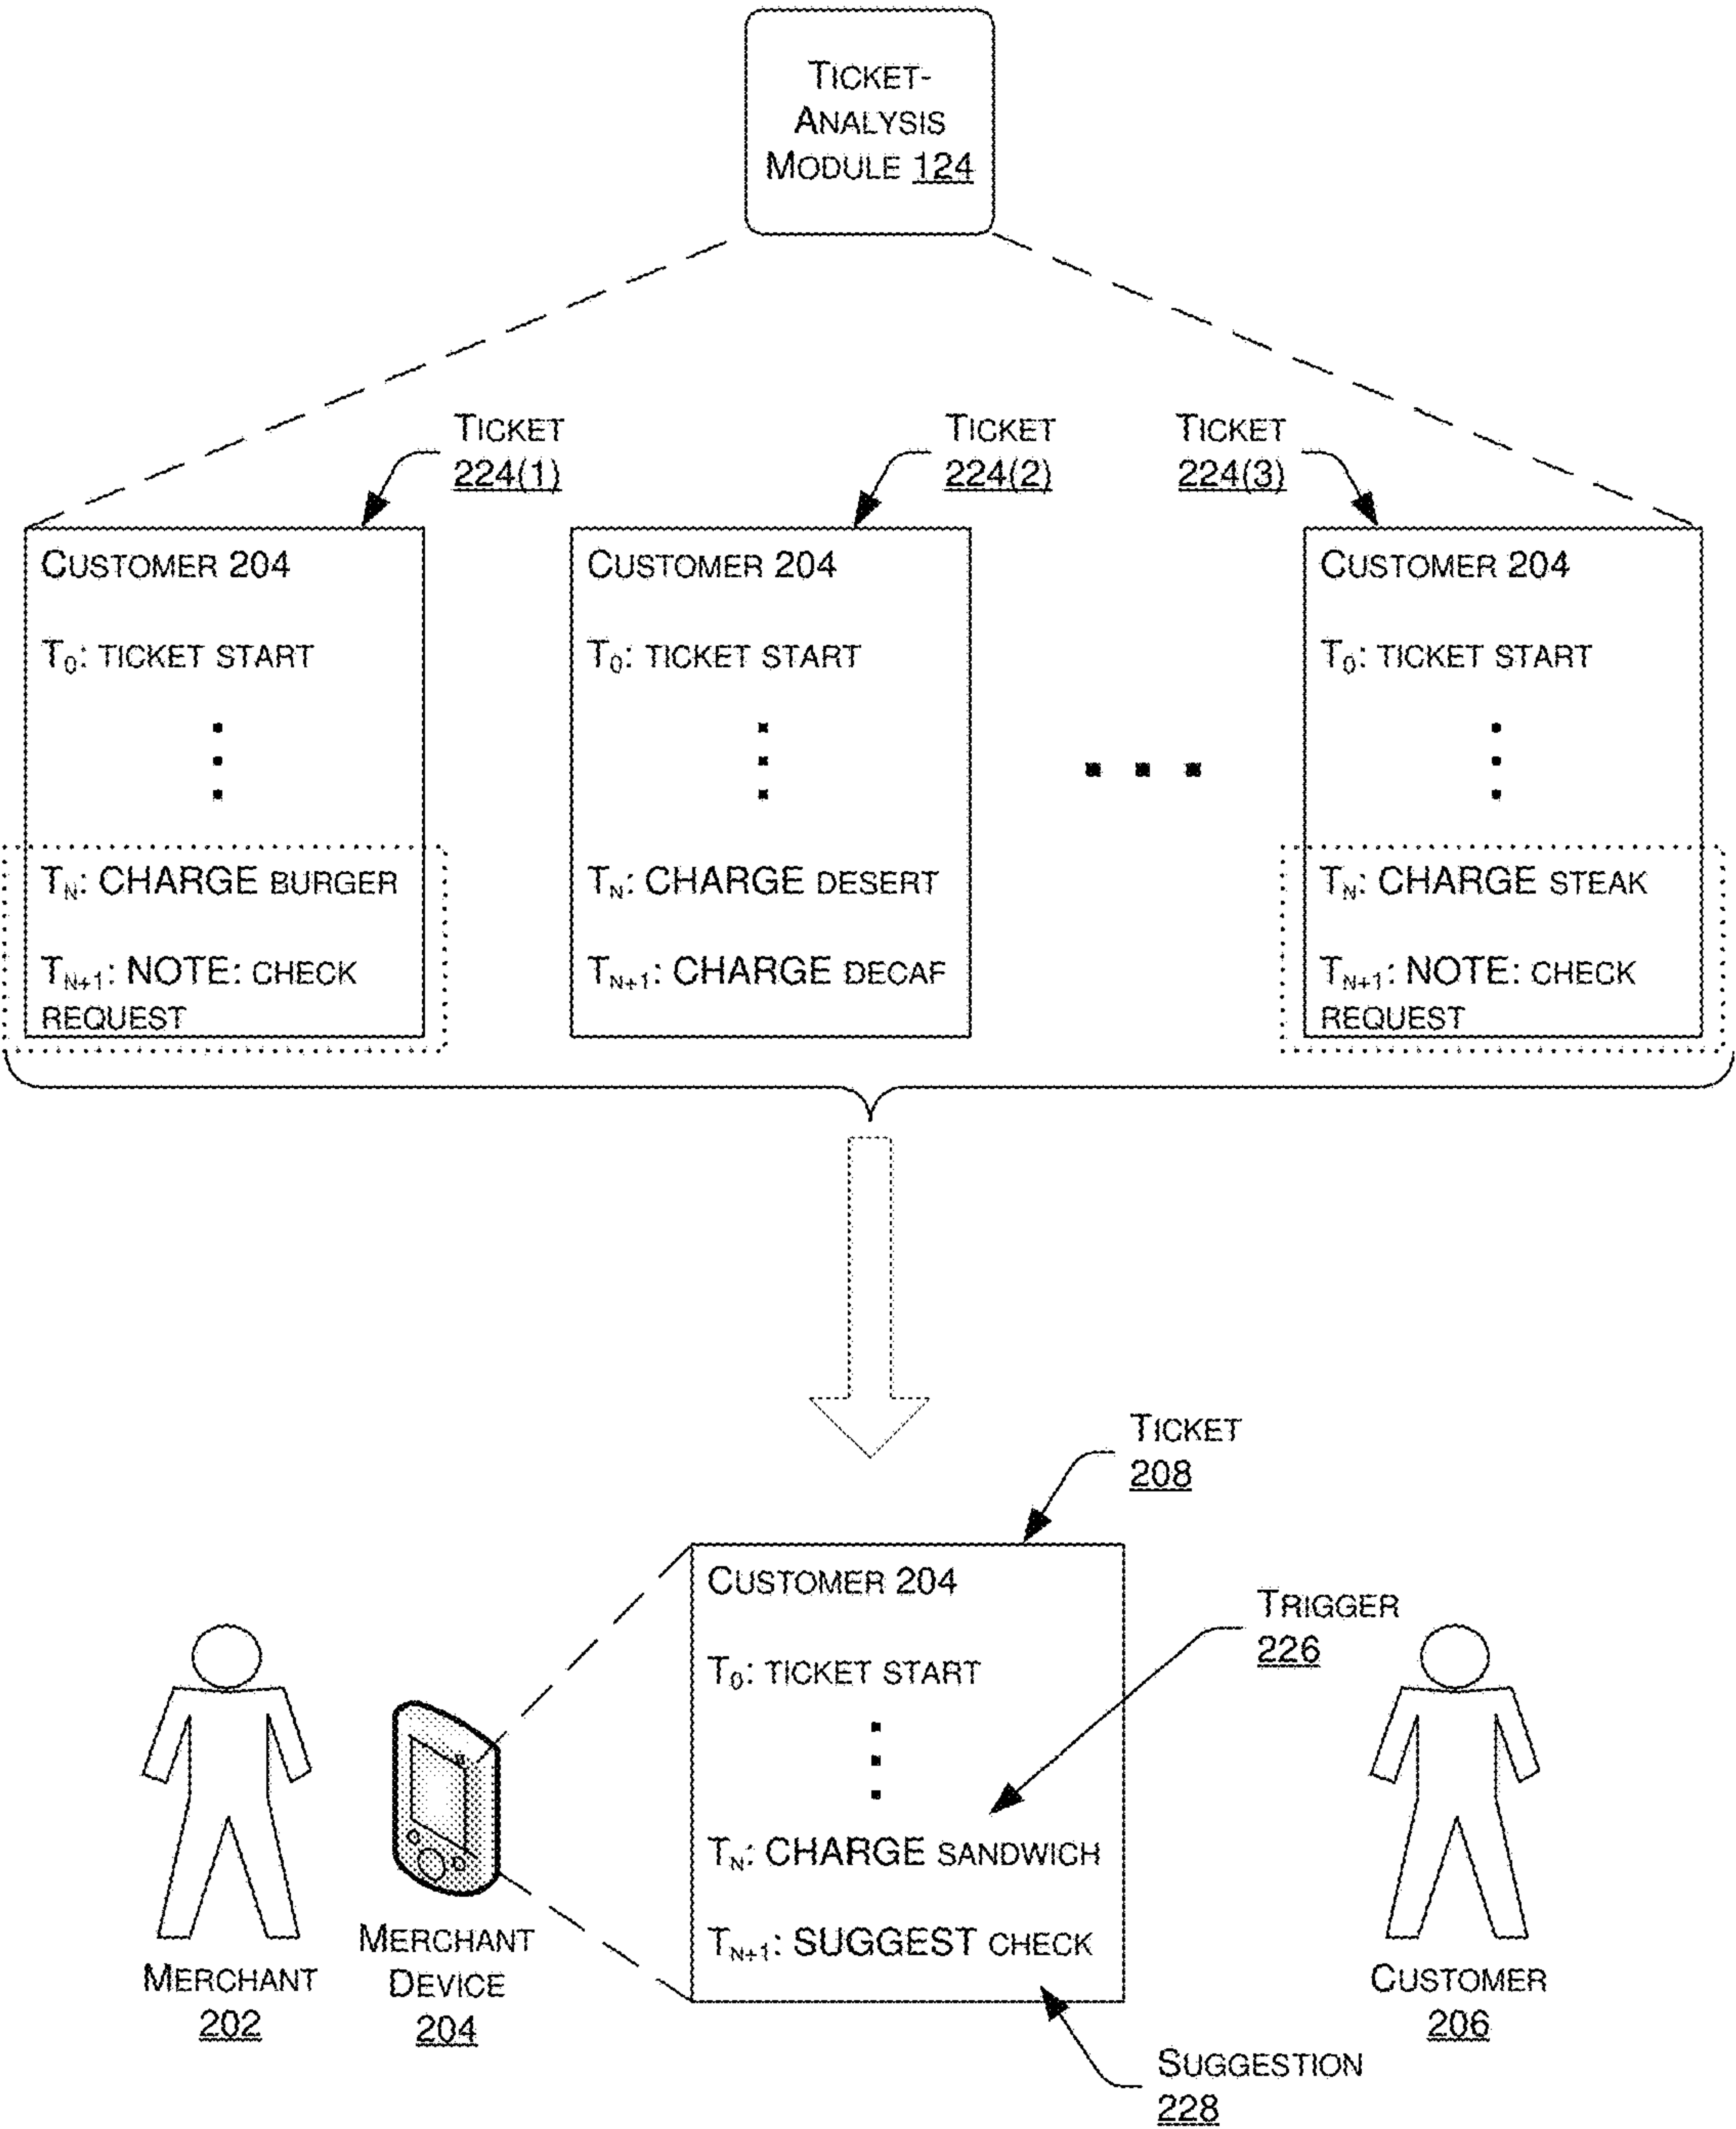 TICKET-
ANALYSIS
MODULE 124
TICKET
224(1)
TICKET
224(2)
TICKET
224(3)
CUSTOMER 204
T0: TICKET START
TN: CHARGE BURGER
TN+1: NOTE: CHECK
REQUEST
CUSTOMER 204
T0: TICKET START
TN: CHARGE DESERT
TN+1: CHARGE DECAF
CUSTOMER 204
T0: TICKET START
TN: CHARGE STEAK
TN+1: NOTE: CHECK
REQUEST
TICKET
208
CUSTOMER 204
T0: TICKET START
TN: CHARGE SANDWICH
TN+1: SUGGEST CHECK
TRIGGER
226
MERCHANT
202
MERCHANT
DEVICE
204
CUSTOMER
206
SUGGESTION
228